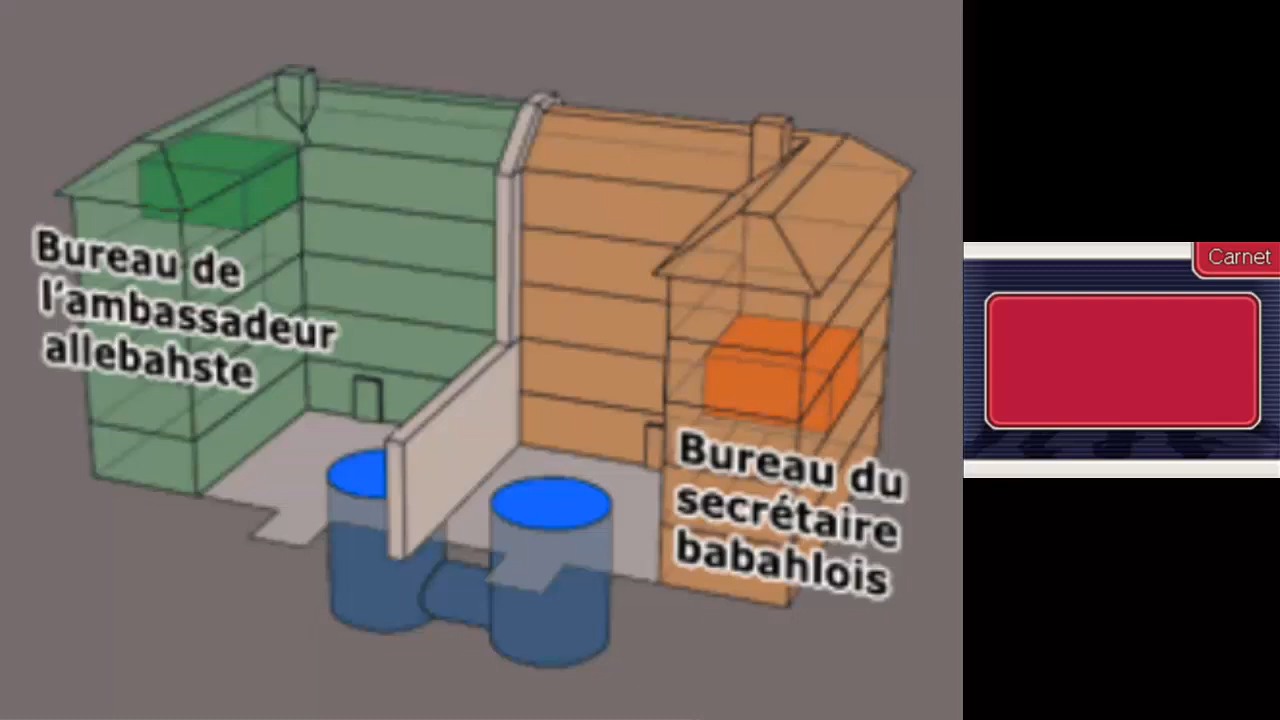 Bureau de
l'ambassadeur
allebahste
Bureau du
secrétaire
babahlois
Carnet